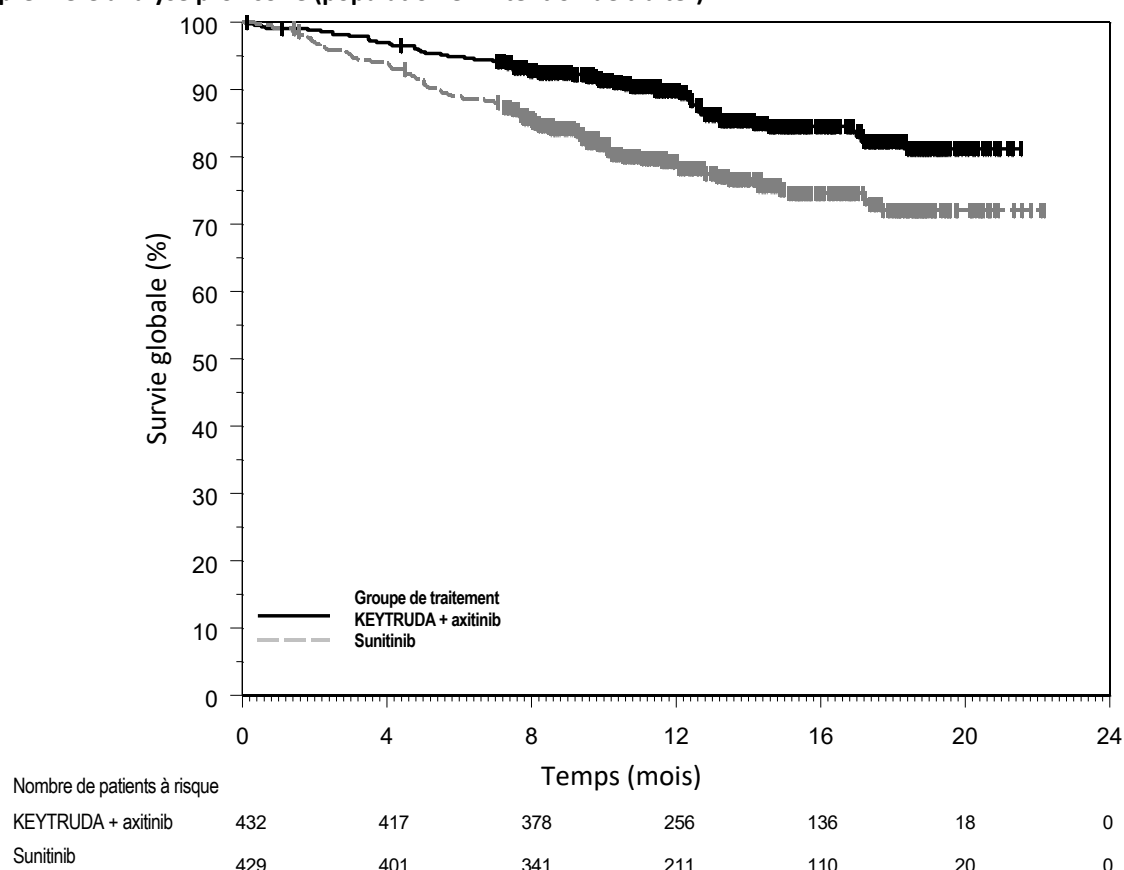 100
90
80
70
60
50
40
30
20
10
0
Survie globale (%)
Groupe de traitement
KEYTRUDA + axitinib
Sunitinib
0 4 8 12 16 20 24
Temps (mois)
Nombre de patients à risque
KEYTRUDA + axitinib 432 417 378 256 136 18 0
Sunitinib 429 401 341 211 110 20 0